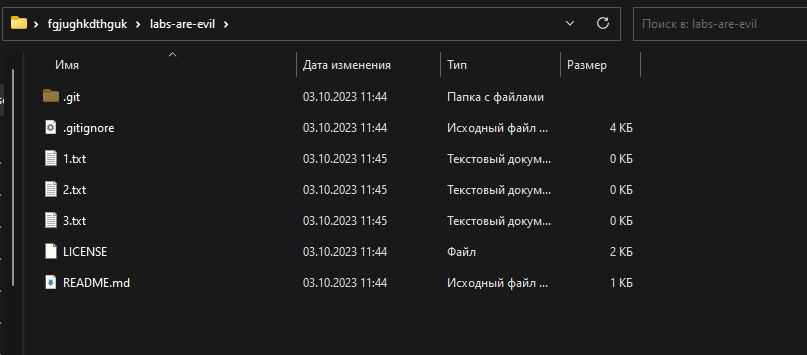 fgjughkdthguk > labs-are-evil > Поиск в: labs-are-evil
Имя Дата изменения Тип Размер
.git 03.10.2023 11:44 Папка с файлами
.gitignore 03.10.2023 11:44 Исходный файл ... 4 КБ
1.txt 03.10.2023 11:45 Текстовый докум... 0 КБ
2.txt 03.10.2023 11:45 Текстовый докум... 0 КБ
3.txt 03.10.2023 11:45 Текстовый докум... 0 КБ
LICENSE 03.10.2023 11:44 Файл 2 КБ
README.md 03.10.2023 11:44 Исходный файл ... 1 КБ